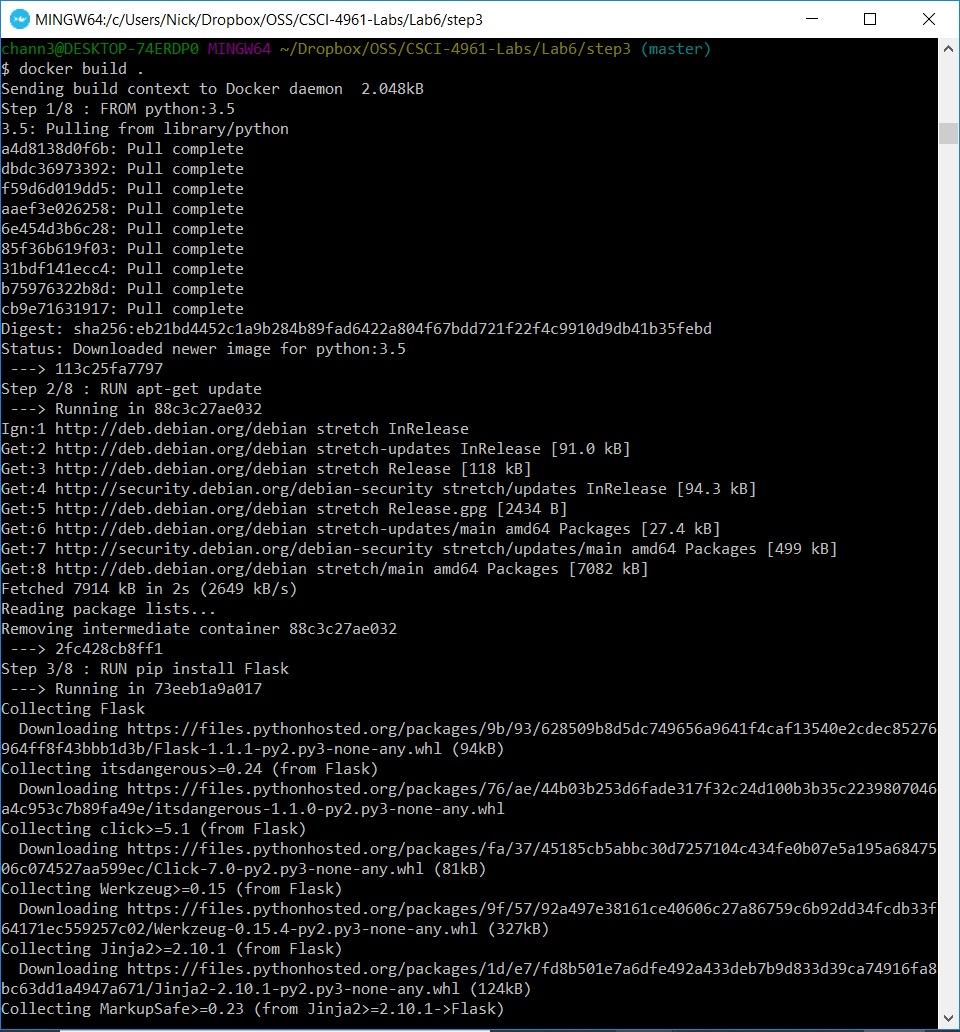 MINGW64:/c/Users/Nick/Dropbox/OSS/CSCI-4961-Labs/Lab6/step3
chann3@DESKTOP-74ERDP0 MINGW64 ~/Dropbox/OSS/CSCI-4961-Labs/Lab6/step3 (master)
$ docker build .
Sending build context to Docker daemon  2.048kB
Step 1/8 : FROM python:3.5
3.5: Pulling from library/python
a4d8138d0f6b: Pull complete
dbdc36973392: Pull complete
f59d6d019dd5: Pull complete
aaef3e026258: Pull complete
6e454d3b6c28: Pull complete
85f36b619f03: Pull complete
31bdf141ecc4: Pull complete
b75976322b8d: Pull complete
cb9e71631917: Pull complete
Digest: sha256:eb21bd4452c1a9b284b89fad6422a804f67bdd721f22f4c9910d9db41b35febd
Status: Downloaded newer image for python:3.5
 ---> 113c25fa7797
Step 2/8 : RUN apt-get update
 ---> Running in 88c3c27ae032
Ign:1 http://deb.debian.org/debian stretch InRelease
Get:2 http://deb.debian.org/debian stretch-updates InRelease [91.0 kB]
Get:3 http://deb.debian.org/debian stretch Release [118 kB]
Get:4 http://security.debian.org/debian-security stretch/updates InRelease [94.3 kB]
Get:5 http://deb.debian.org/debian stretch Release.gpg [2434 B]
Get:6 http://deb.debian.org/debian stretch-updates/main amd64 Packages [27.4 kB]
Get:7 http://security.debian.org/debian-security stretch/updates/main amd64 Packages [499 kB]
Get:8 http://deb.debian.org/debian stretch/main amd64 Packages [7082 kB]
Fetched 7914 kB in 2s (2649 kB/s)
Reading package lists...
Removing intermediate container 88c3c27ae032
 ---> 2fc428cb8ff1
Step 3/8 : RUN pip install Flask
 ---> Running in 73eeb1a9a017
Collecting Flask
  Downloading https://files.pythonhosted.org/packages/9b/93/628509b8d5dc749656a9641f4caf13540e2cdec85276
964ff8f43bbb1d3b/Flask-1.1.1-py2.py3-none-any.whl (94kB)
Collecting itsdangerous>=0.24 (from Flask)
  Downloading https://files.pythonhosted.org/packages/76/ae/44b03b253d6fade317f32c24d100b3b35c2239807046
a4c953c7b89fa49e/itsdangerous-1.1.0-py2.py3-none-any.whl
Collecting click>=5.1 (from Flask)
  Downloading https://files.pythonhosted.org/packages/fa/37/45185cb5abbc30d7257104c434fe0b07e5a195a68475
06c074527aa599ec/Click-7.0-py2.py3-none-any.whl (81kB)
Collecting Werkzeug>=0.15 (from Flask)
  Downloading https://files.pythonhosted.org/packages/9f/57/92a497e38161ce40606c27a86759c6b92dd34fcdb33f
64171ec559257c02/Werkzeug-0.15.4-py2.py3-none-any.whl (327kB)
Collecting Jinja2>=2.10.1 (from Flask)
  Downloading https://files.pythonhosted.org/packages/1d/e7/fd8b501e7a6dfe492a433deb7b9d833d39ca74916fa8
bc63dd1a4947a671/Jinja2-2.10.1-py2.py3-none-any.whl (124kB)
Collecting MarkupSafe>=0.23 (from Jinja2>=2.10.1->Flask)